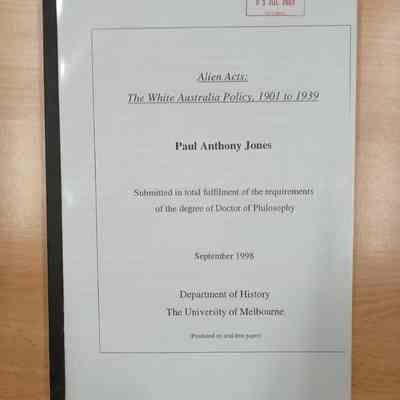 JUL
Alien Acts:
The White Australia Policy, 1901 to 1939
Paul Anthony Jones
Submitted in total fulfilment of the requirements
of the degree of Doctor of Philosophy
September 1998
Department of History
The University of Melbourne
(Produced on acid-free paper)